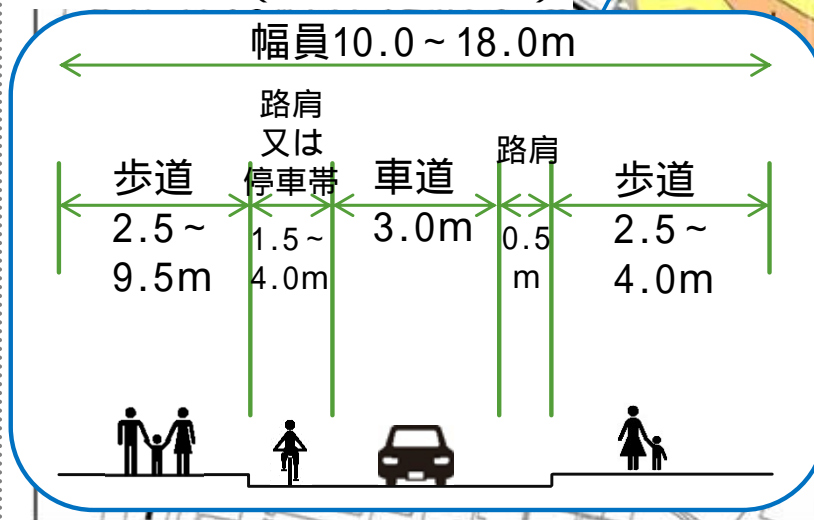 幅員10.0~18.0m
歩道
2.5~
9.5m
路肩
又は
停車帯
1.5~
4.0m
車道
3.0m
路肩
0.5
m
歩道
2.5~
4.0m